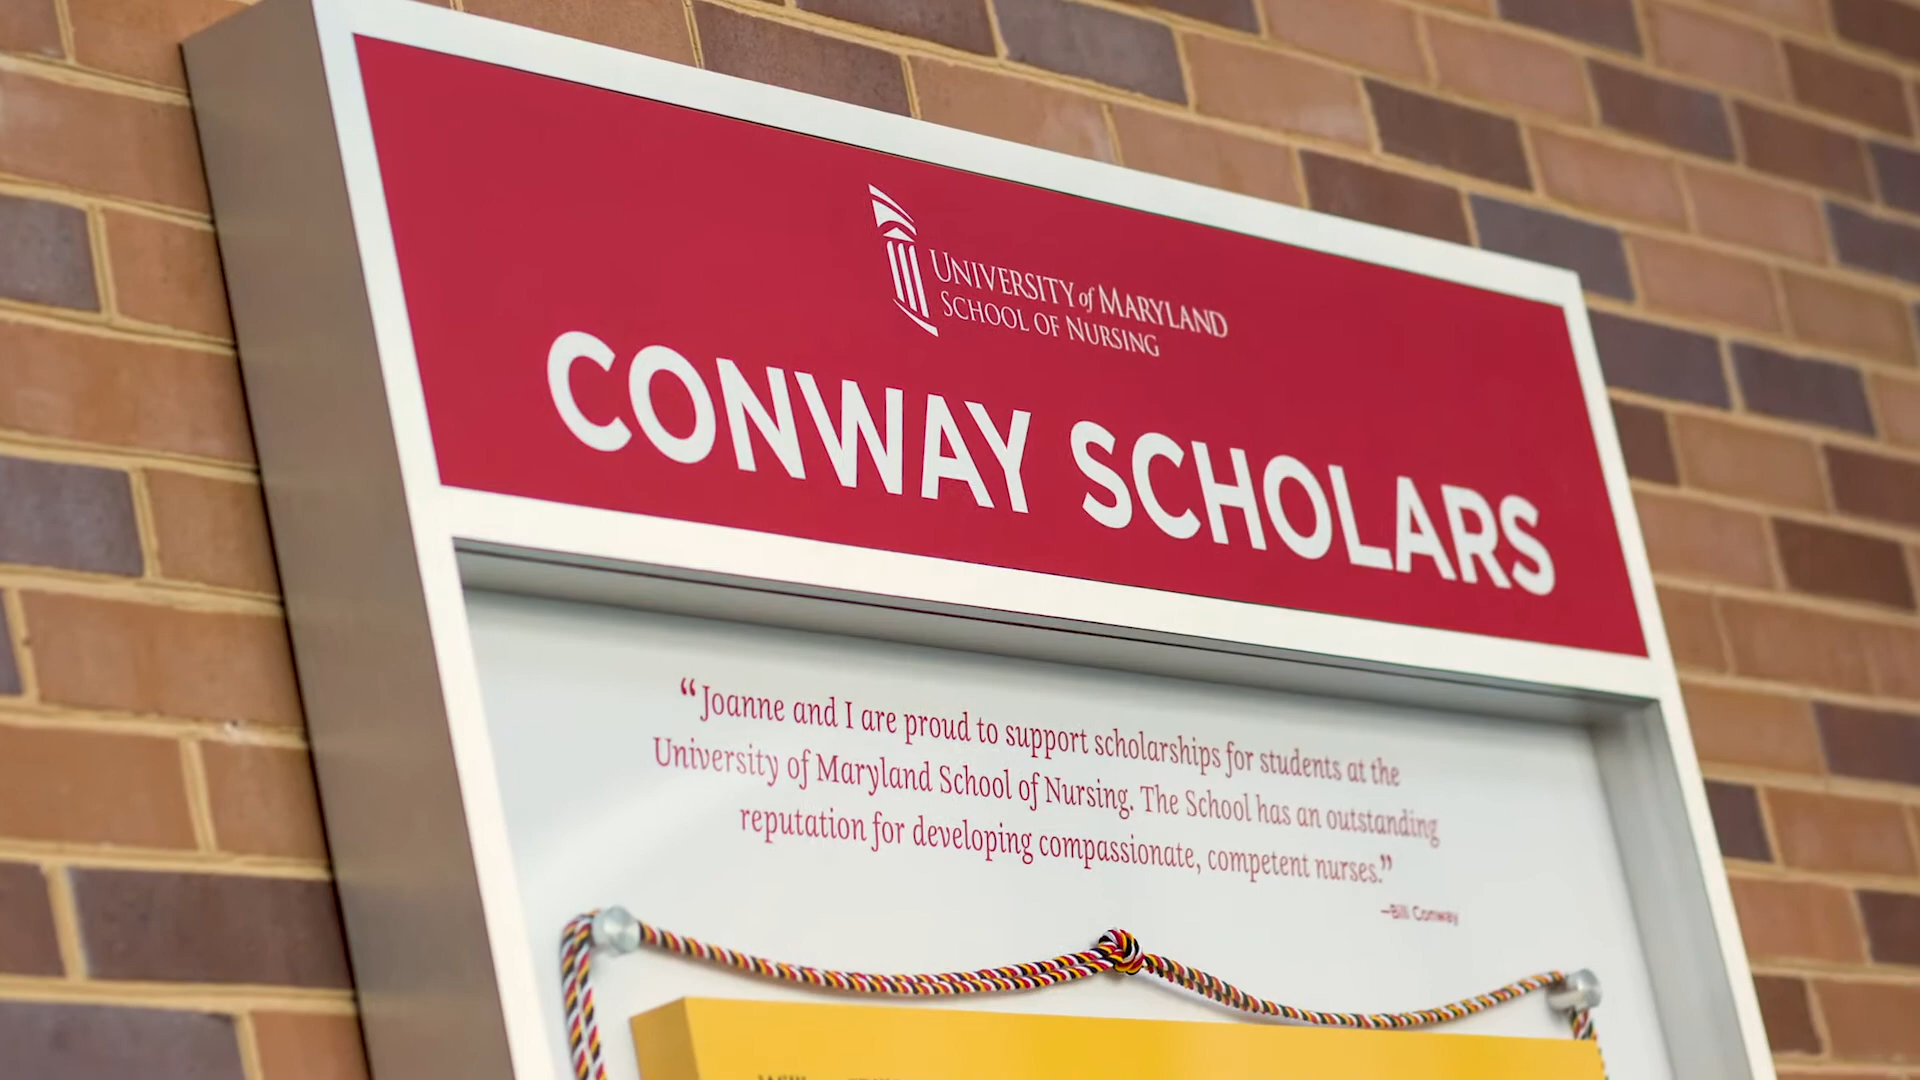 UNIVERSITY of MARYLAND
SCHOOL OF NURSING
CONWAY SCHOLARS
“Joanne and I are proud to support scholarships for students at the
University of Maryland School of Nursing. The School has an outstanding
reputation for developing compassionate, competent nurses.”
—Bill Conway